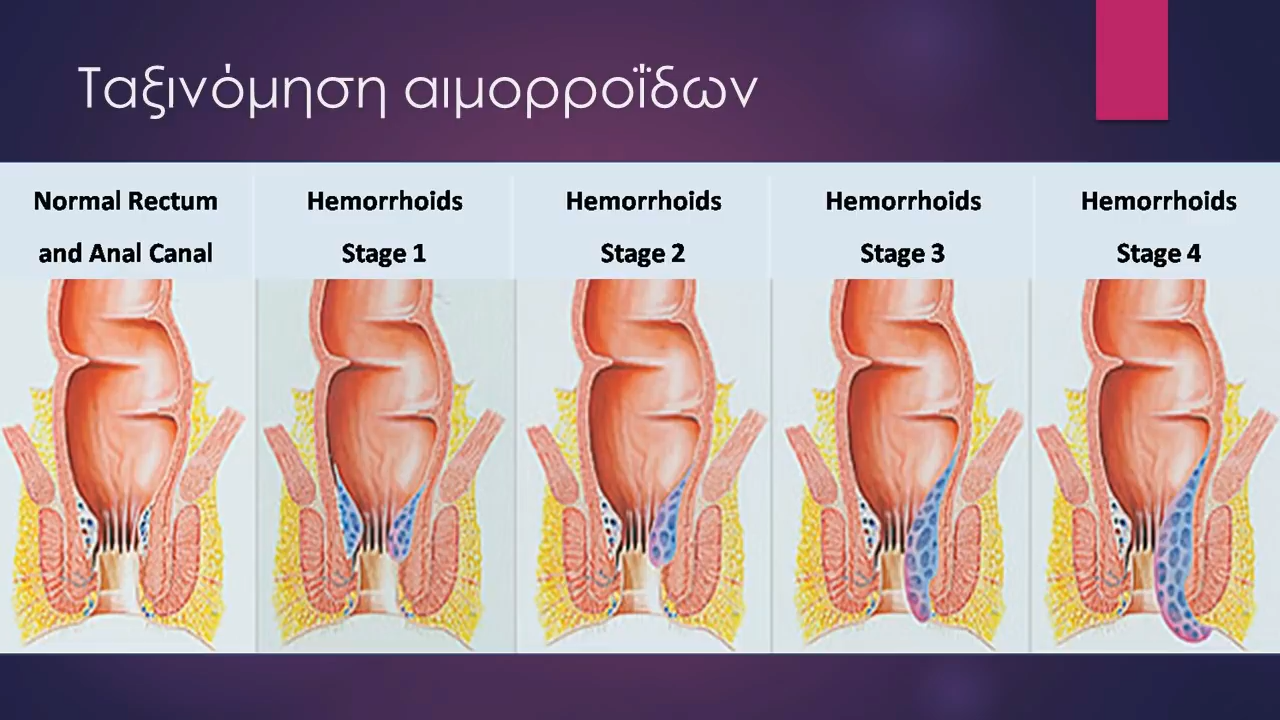 Ταξινόμηση αιμορροΐδων
Normal Rectum
and Anal Canal
Hemorrhoids
Stage 1
Hemorrhoids
Stage 2
Hemorrhoids
Stage 3
Hemorrhoids
Stage 4